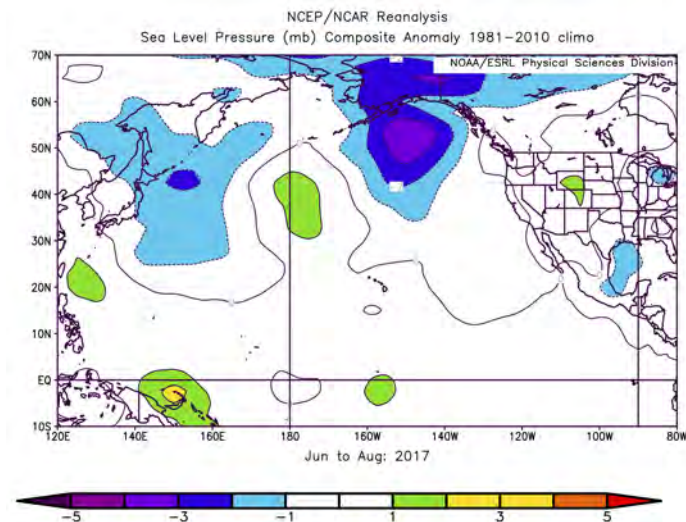 NCEP/NCAR Reanalysis
Sea Level Pressure (mb) Composite Anomaly 1981-2010 climo
NOAA/ESRL Physical Sciences Division
70N
60N
50N
40N
30N
20N
10N
EQ
10S
120E 140E 160E 180 160W 140W 120W 100W 80W
Jun to Aug: 2017
-5 -3 -1 1 3 5